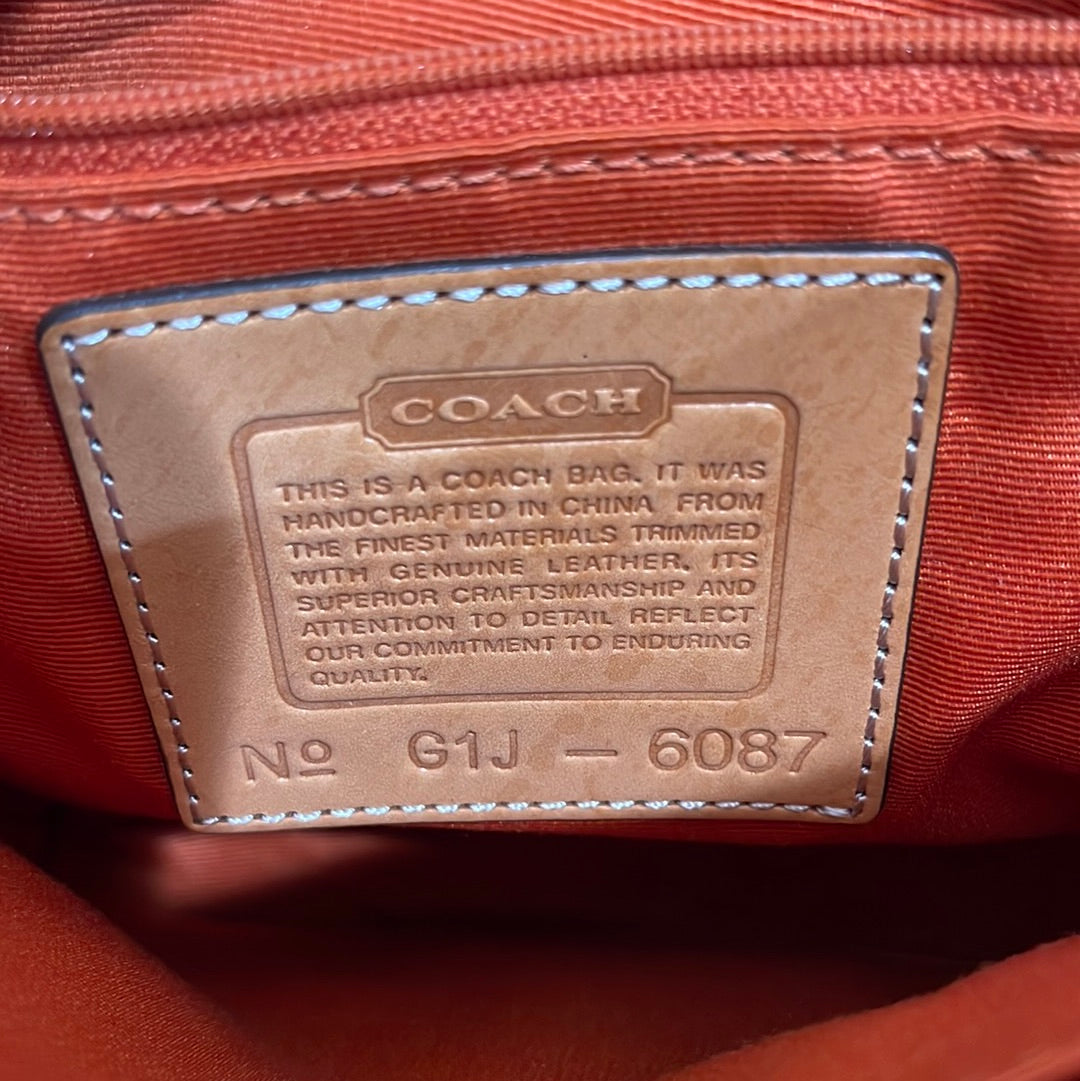 COACH
THIS IS A COACH BAG. IT WAS
HANDCRAFTED IN CHINA FROM
THE FINEST MATERIALS TRIMMED
WITH GENUINE LEATHER. ITS
SUPERIOR CRAFTSMANSHIP AND
ATTENTION TO DETAIL REFLECT
OUR COMMITMENT TO ENDURING
QUALITY.
Nº G1J - 6087